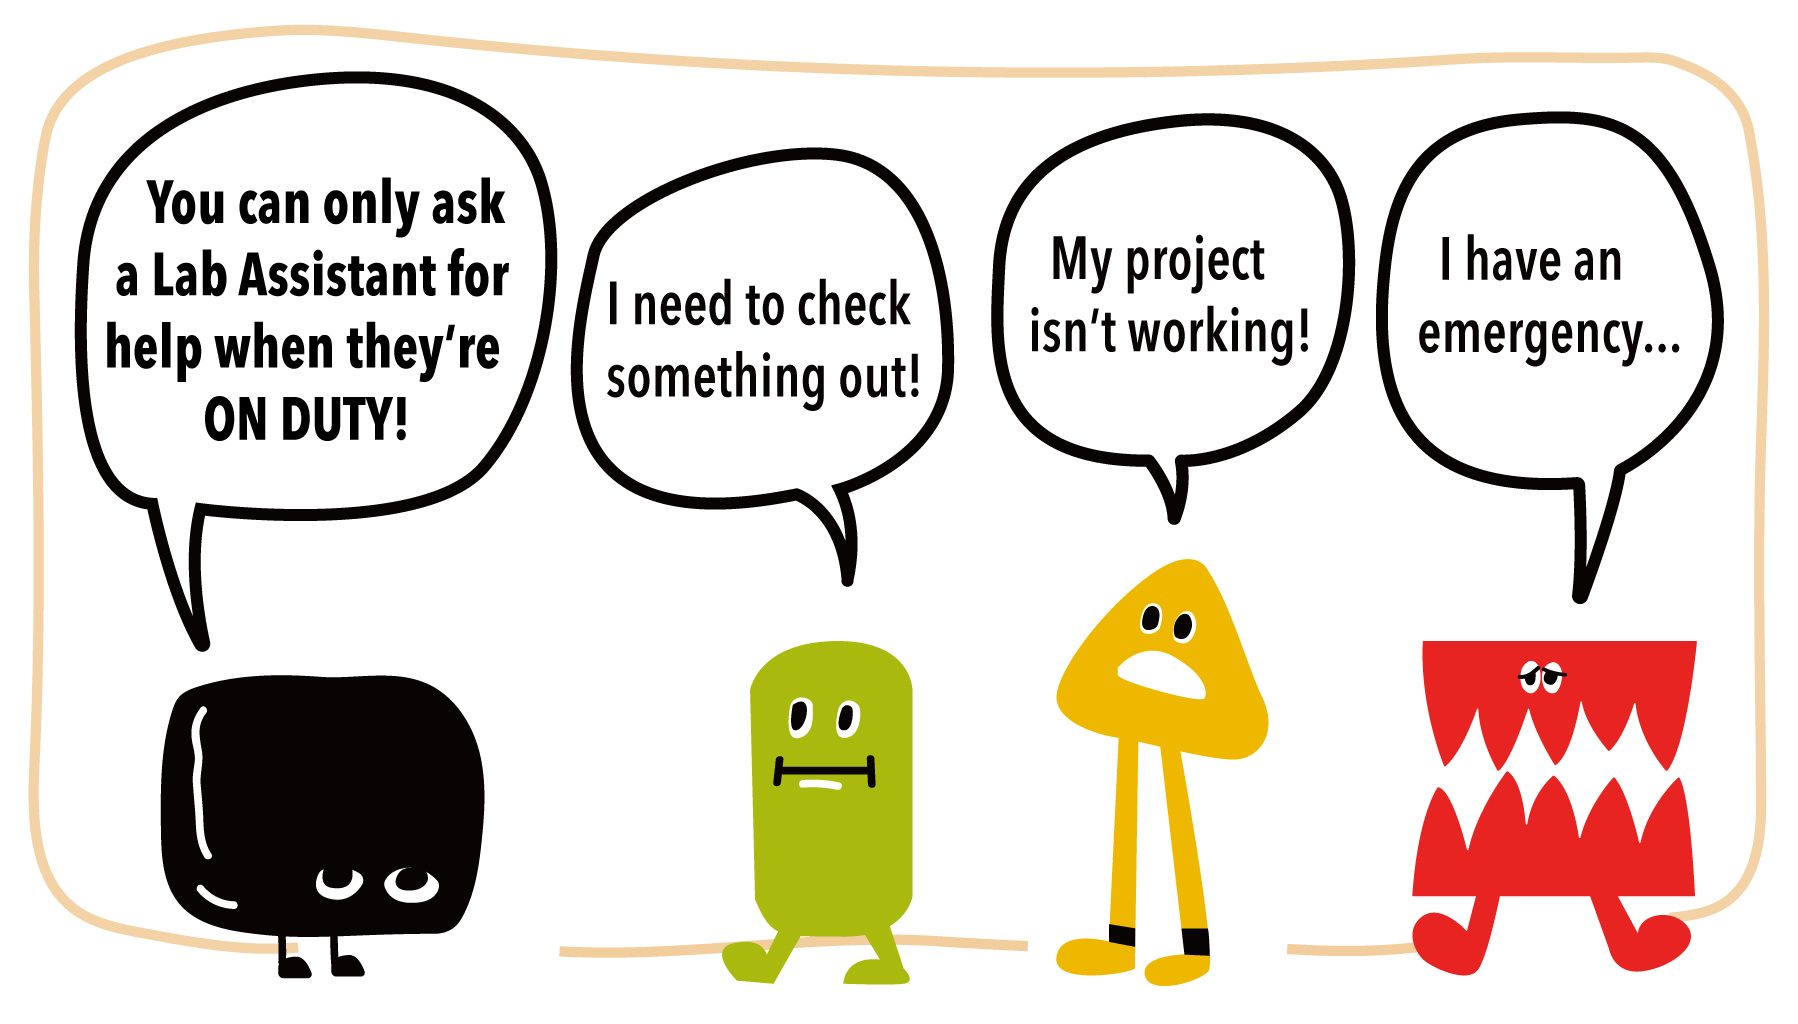 You can only ask
a Lab Assistant for
help when they‘re
ON DUTY!
I need to check
something out!
My project
isn’t working!
I have an
emergency...